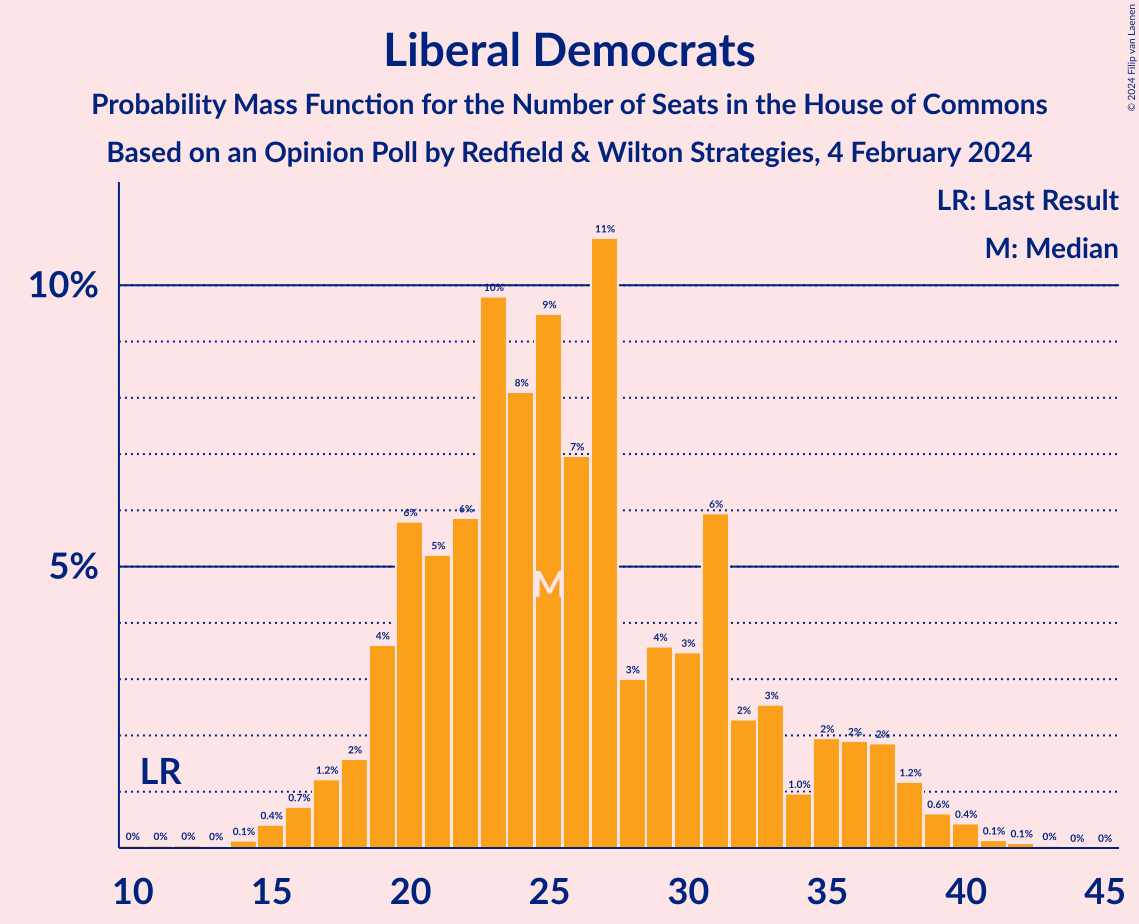 © 2024 Filip van Laenen
Liberal Democrats
Probability Mass Function for the Number of Seats in the House of Commons
Based on an Opinion Poll by Redfield & Wilton Strategies, 4 February 2024
LR: Last Result
M: Median
10%
5%
0% 0% 0% 0% 0.1% 0.4% 0.7% 1.2% 2% 4% 6% 5% 6% 10% 8% 9% 7% 11% 3% 4% 3% 6% 2% 3% 1.0% 2% 2% 2% 1.2% 0.6% 0.4% 0.1% 0.1% 0% 0% 0%
M
LR
10 15 20 25 30 35 40 45